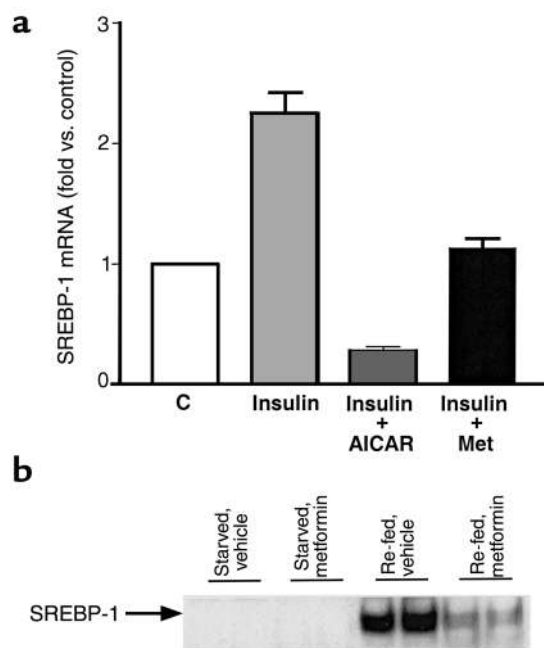 a
SREBP-1 mRNA (fold vs. control)
3
2
1
0
C
Insulin
Insulin
+
AICAR
Insulin
+
Met
b
Starved,
vehicle
Starved,
metformin
Re-fed,
vehicle
Re-fed,
metformin
SREBP-1